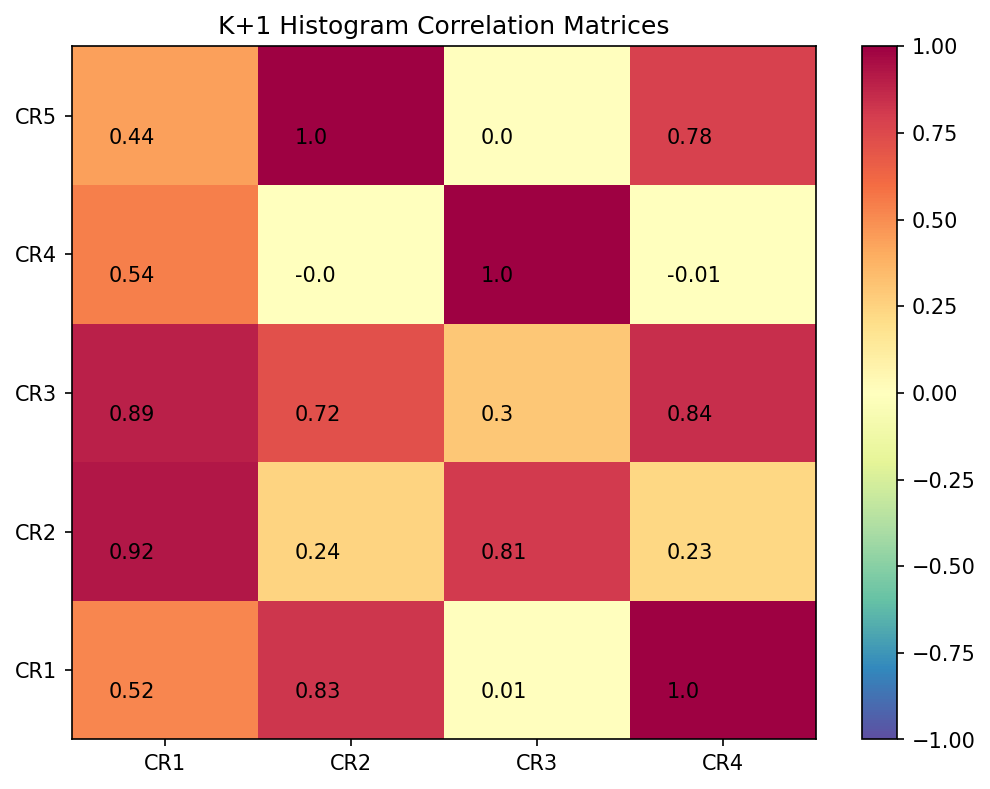 K+1 Histogram Correlation Matrices
CR5 0.44 1.0 0.0 0.78
CR4 0.54 -0.0 1.0 -0.01
CR3 0.89 0.72 0.3 0.84
CR2 0.92 0.24 0.81 0.23
CR1 0.52 0.83 0.01 1.0
CR1 CR2 CR3 CR4
1.00
0.75
0.50
0.25
0.00
−0.25
−0.50
−0.75
−1.00